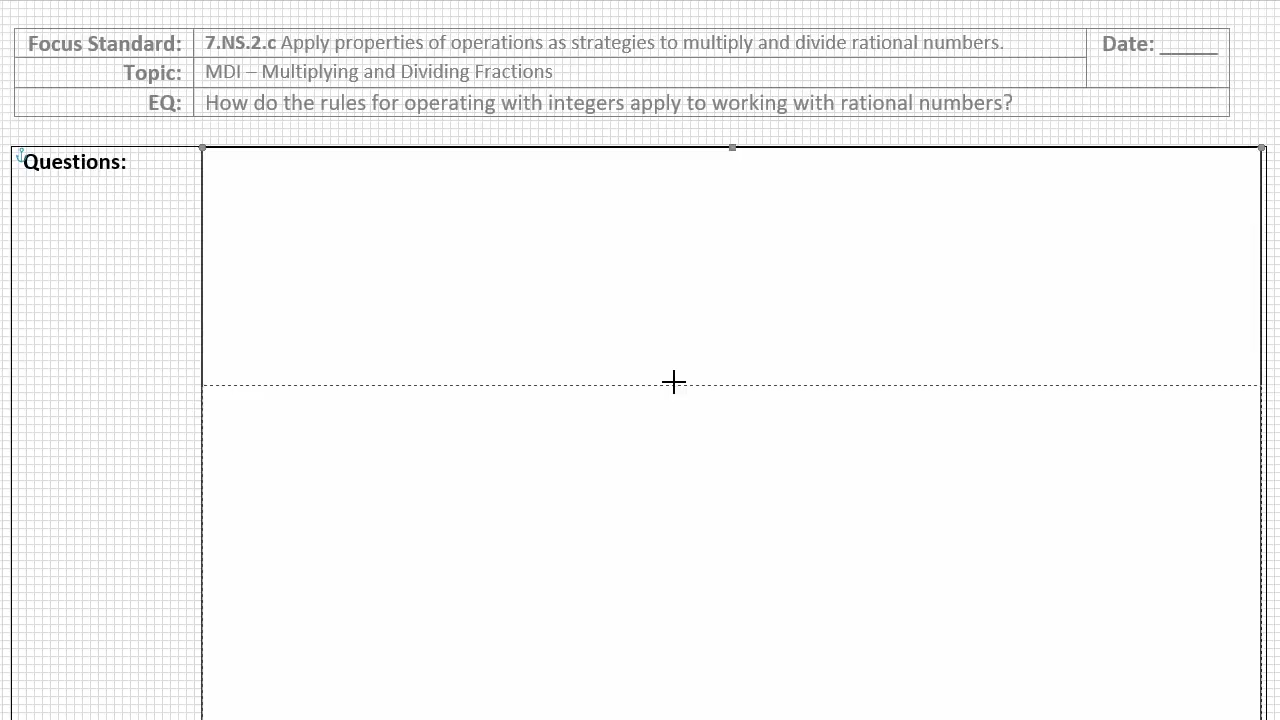 Focus Standard: 7.NS.2.c Apply properties of operations as strategies to multiply and divide rational numbers. Date: ______
Topic: MDI – Multiplying and Dividing Fractions
EQ: How do the rules for operating with integers apply to working with rational numbers?
Questions: